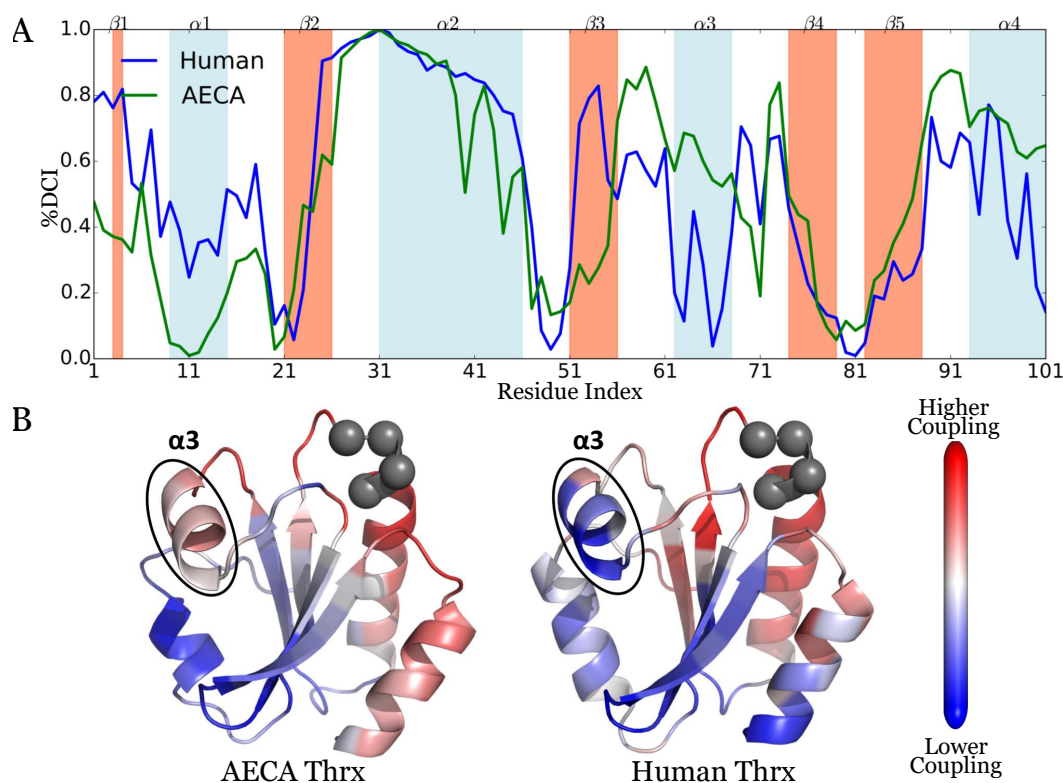 A
β1 α1 β2 α2 β3 α3 β4 β5 α4
1.0
0.8
0.6
0.4
0.2
0.0
%DCI
Human
AECA
1 11 21 31 41 51 61 71 81 91 101
Residue Index
B
α3
α3
Higher
Coupling
Lower
Coupling
AECA Thrx
Human Thrx